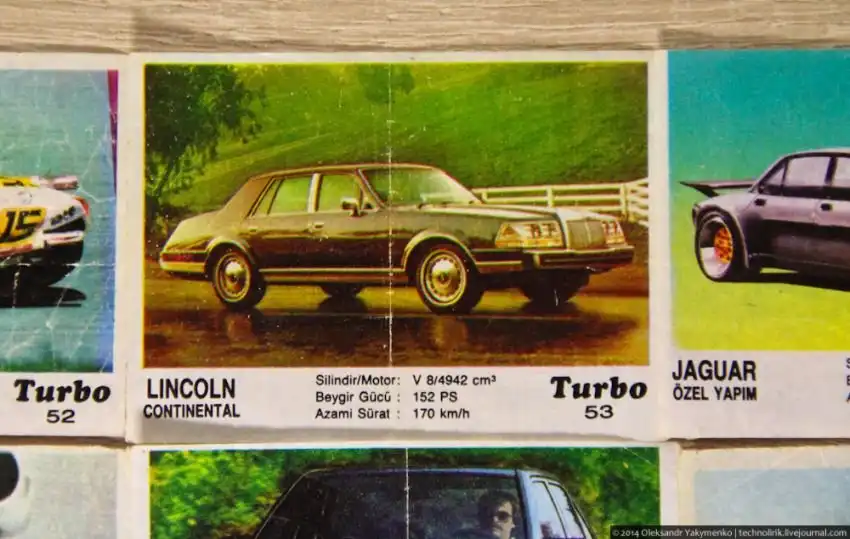 15
Turbo
52
LINCOLN
CONTINENTAL
Silindir/Motor: V 8/4942 cm³
Beygir Gücü : 152 PS
Azami Sürat : 170 km/h
Turbo
53
JAGUAR
ÖZEL YAPIM
© 2014 Oleksandr Yakymenko | technolirik.livejournal.com